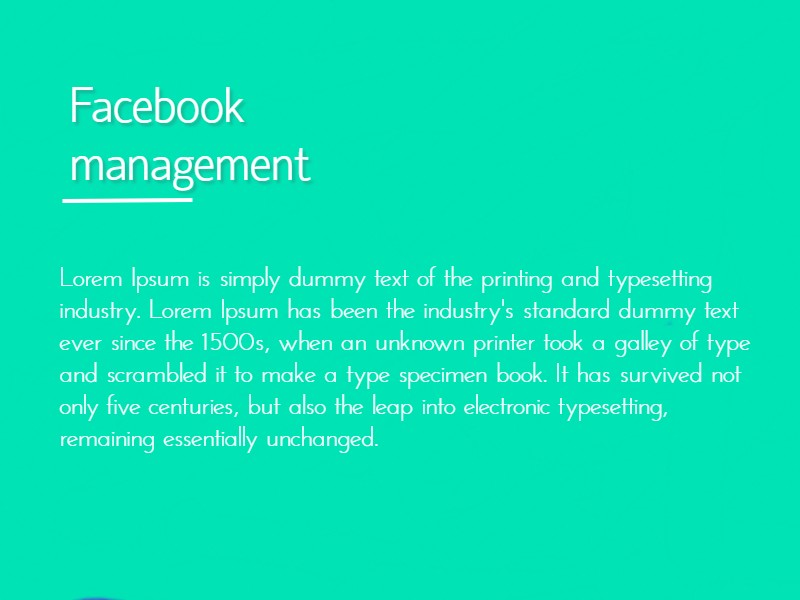 Facebook
management
Lorem Ipsum is simply dummy text of the printing and typesetting
industry. Lorem Ipsum has been the industry's standard dummy text
ever since the 1500s, when an unknown printer took a galley of type
and scrambled it to make a type specimen book. It has survived not
only five centuries, but also the leap into electronic typesetting,
remaining essentially unchanged.